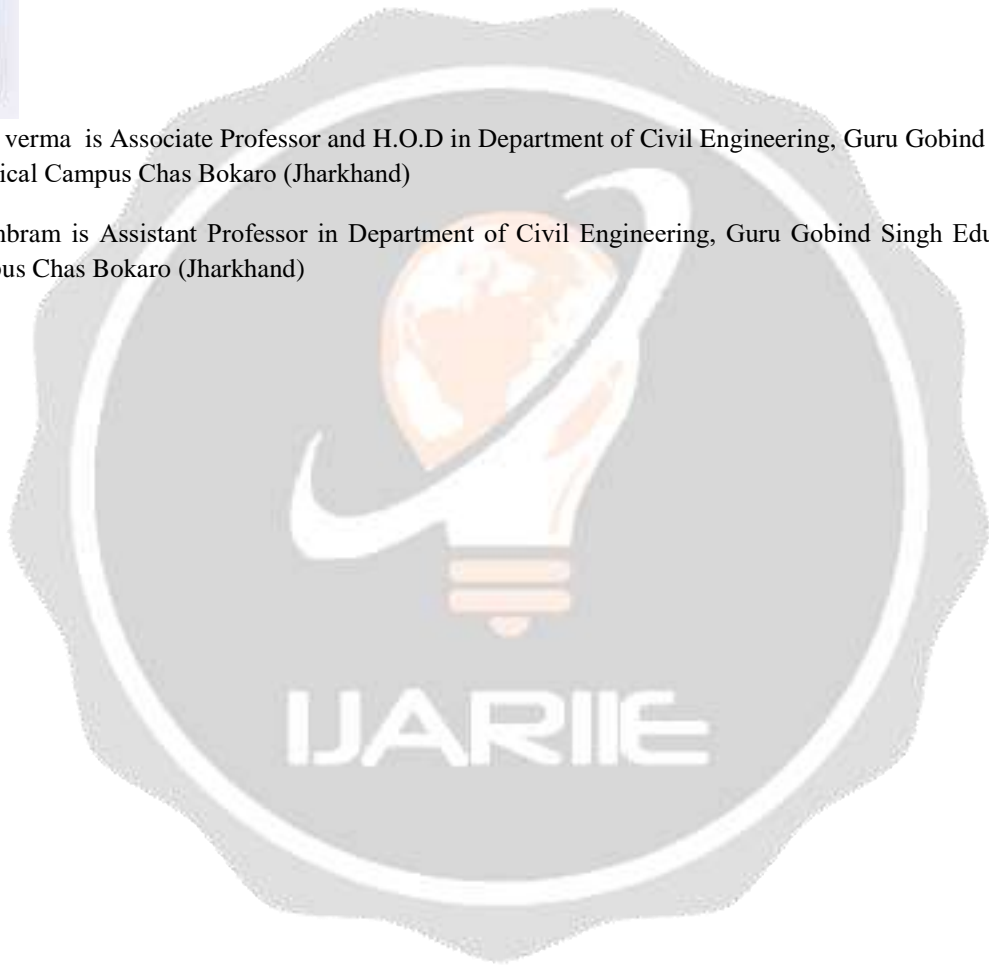 verma is Associate Professor and H.O.D in Department of Civil Engineering, Guru Gobind
ical Campus Chas Bokaro (Jharkhand)
nbram is Assistant Professor in Department of Civil Engineering, Guru Gobind Singh Edu
us Chas Bokaro (Jharkhand)
IJARIIE